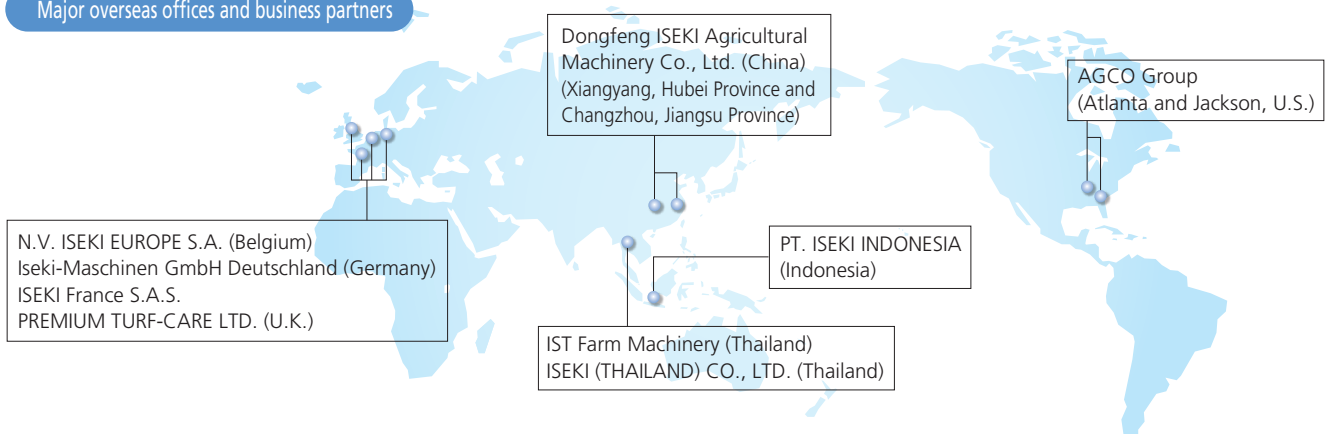 Major overseas offices and business partners
Dongfeng ISEKI Agricultural
Machinery Co., Ltd. (China)
(Xiangyang, Hubei Province and
Changzhou, Jiangsu Province)
AGCO Group
(Atlanta and Jackson, U.S.)
N.V. ISEKI EUROPE S.A. (Belgium)
Iseki-Maschinen GmbH Deutschland (Germany)
ISEKI France S.A.S.
PREMIUM TURF-CARE LTD. (U.K.)
PT. ISEKI INDONESIA
(Indonesia)
IST Farm Machinery (Thailand)
ISEKI (THAILAND) CO., LTD. (Thailand)